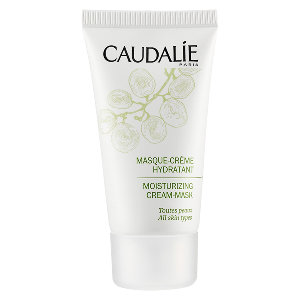 CAUDALIE
PARIS
MASQUE-CRÈME
HYDRATANT
MOISTURIZING
CREAM-MASK
Toutes peaux
All skin types